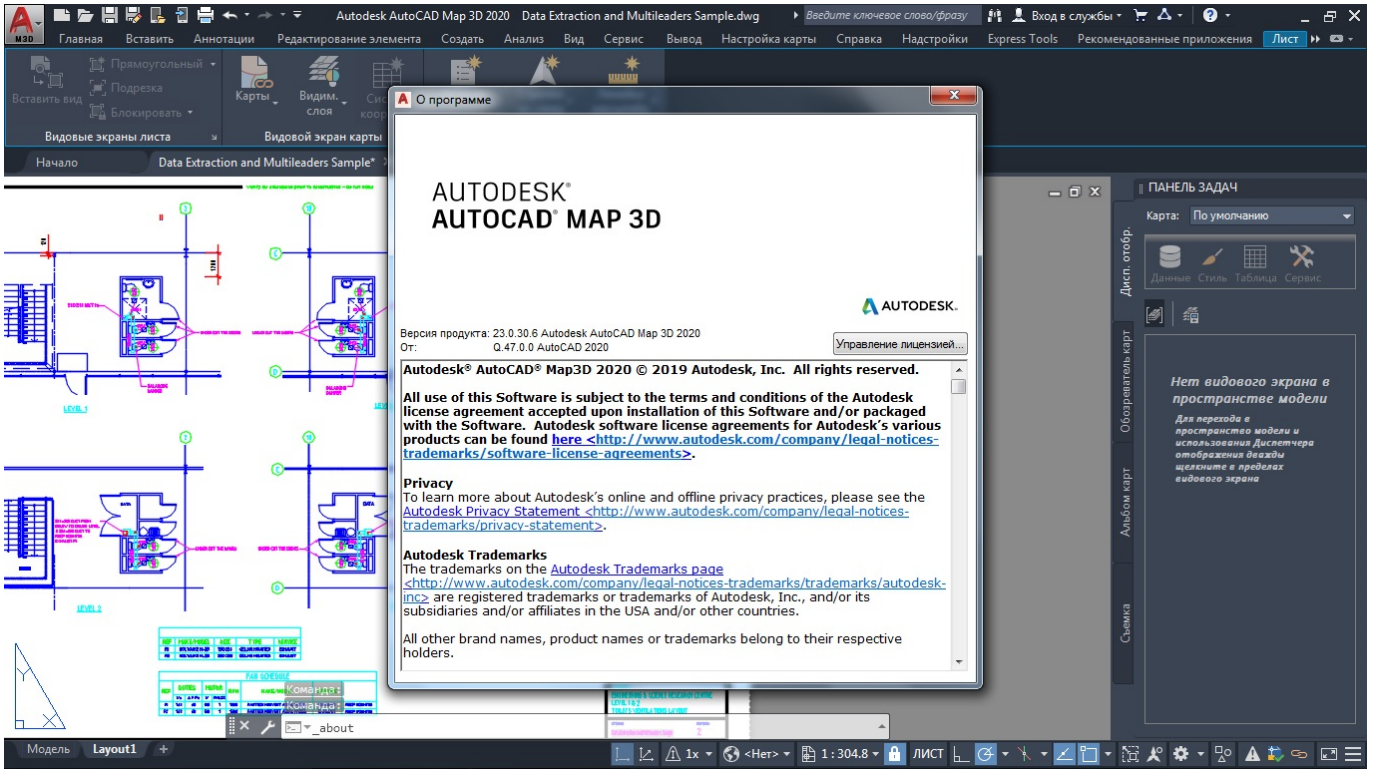 M3D
Autodesk AutoCAD Map 3D 2020 Data Extraction and Multileaders Sample.dwg
Введите ключевое слово/фразу
Вход в службы
Главная Вставить Аннотации Редактирование элемента Создать Анализ Вид Сервис Вывод Настройка карты Справка Надстройки Express Tools Рекомендованные приложения Лист
Вставить вид
Прямоугольный
Подрезка
Блокировать
Карты
Видим.
слоя
Видовые экраны листа
Видовой экран карты
Начало
Data Extraction and Multileaders Sample*
О программе
AUTODESK®
AUTOCAD® MAP 3D
AUTODESK.
Версия продукта: 23.0.30.6 Autodesk AutoCAD Map 3D 2020
От: Q.47.0.0 AutoCAD 2020
Управление лицензией...
Autodesk® AutoCAD® Map3D 2020 © 2019 Autodesk, Inc. All rights reserved.
All use of this Software is subject to the terms and conditions of the Autodesk
license agreement accepted upon installation of this Software and/or packaged
with the Software. Autodesk software license agreements for Autodesk's various
products can be found here <http://www.autodesk.com/company/legal-notices-
trademarks/software-license-agreements>.
Privacy
To learn more about Autodesk's online and offline privacy practices, please see the
Autodesk Privacy Statement <http://www.autodesk.com/company/legal-notices-
trademarks/privacy-statement>.
Autodesk Trademarks
The trademarks on the Autodesk Trademarks page
<http://www.autodesk.com/company/legal-notices-trademarks/trademarks/autodesk-
inc> are registered trademarks or trademarks of Autodesk, Inc., and/or its
subsidiaries and/or affiliates in the USA and/or other countries.
All other brand names, product names or trademarks belong to their respective
holders.
ПАНЕЛЬ ЗАДАЧ
Карта: По умолчанию
Данные Стиль Таблица Сервис
Дисп. отобр.
Обозреватель карт
Альбом карт
Съемка
Нет видового экрана в
пространстве модели
Для перехода в
пространство модели и
использования Диспетчера
отображения дважды
щелкните в пределах
видового экрана
LEVEL 1
LEVEL 2
DATA
DATA
FAN SCHEDULE
Команда:
Команда:
_about
X
Y
Модель Layout1 +
1x
<Нет>
1:304.8
ЛИСТ